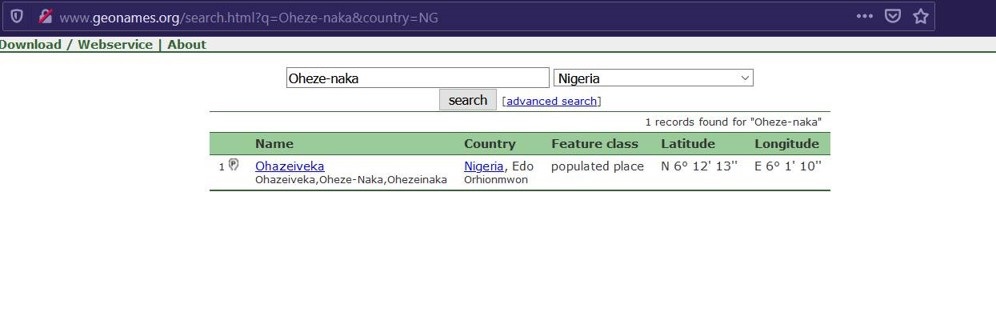 www.geonames.org/search.html?q=Oheze-naka&country=NG
Download / Webservice | About
Oheze-naka Nigeria
search [advanced search]
1 records found for "Oheze-naka"
Name Country Feature class Latitude Longitude
1 P Ohazeiveka Nigeria, Edo populated place N 6° 12' 13'' E 6° 1' 10''
Ohazeiveka,Oheze-Naka,Ohezeinaka Orhionmwon